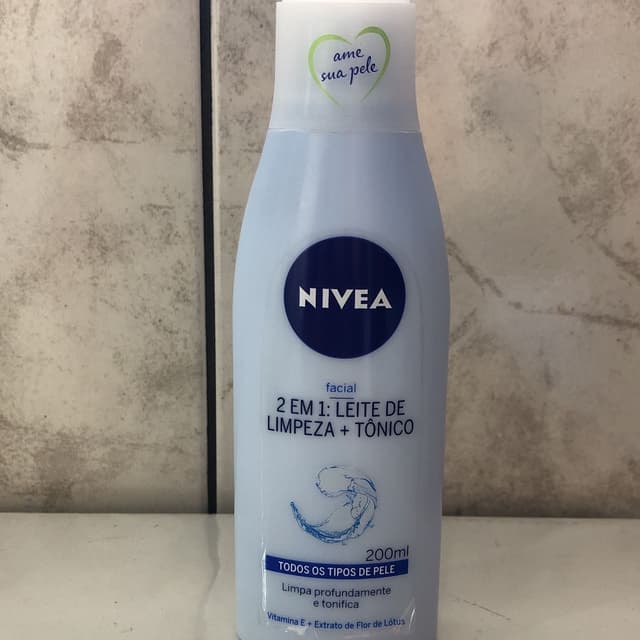 ame
sua pele
NIVEA
facial
2 EM 1: LEITE DE
LIMPEZA + TÔNICO
200ml
TODOS OS TIPOS DE PELE
Limpa profundamente
e tonifica
Vitamina E + Extrato de Flor de Lótus